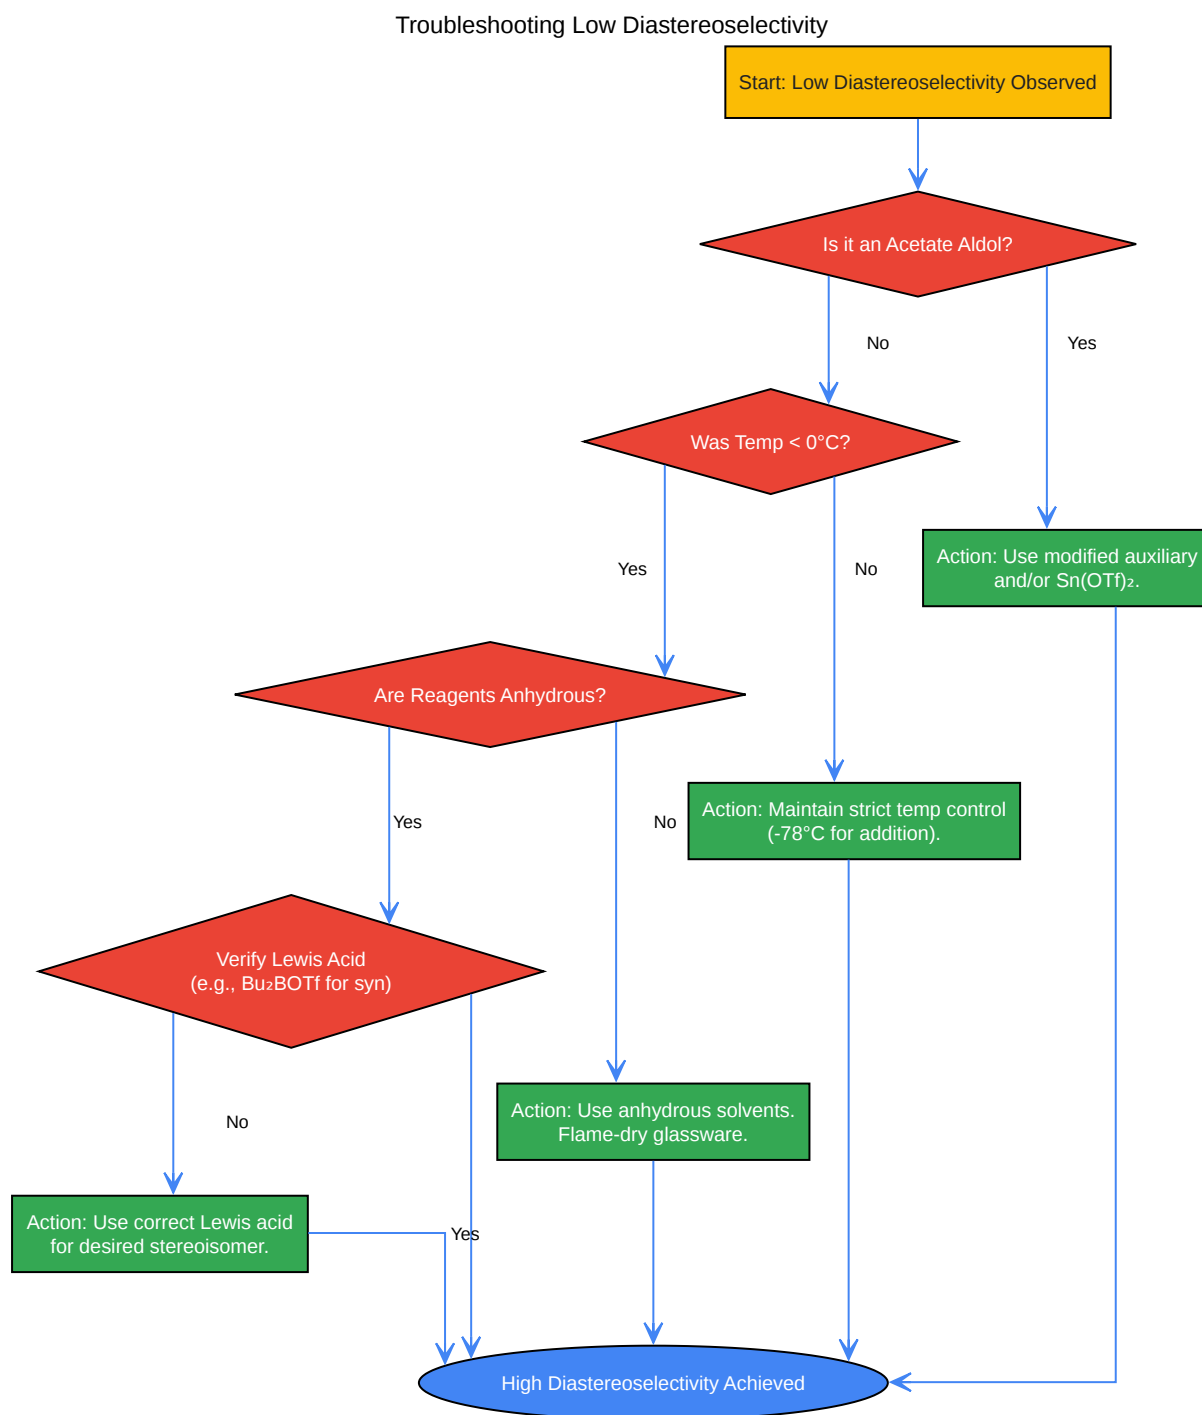 Troubleshooting Low Diastereoselectivity
Start: Low Diastereoselectivity Observed
Is it an Acetate Aldol?
No
Yes
Was Temp < 0°C?
Yes
No
Action: Use modified auxiliary
and/or Sn(OTf)₂.
Are Reagents Anhydrous?
Yes
No
Action: Maintain strict temp control
(-78°C for addition).
Verify Lewis Acid
(e.g., Bu₂BOTf for syn)
No
Action: Use anhydrous solvents.
Flame-dry glassware.
Action: Use correct Lewis acid
for desired stereoisomer.
Yes
High Diastereoselectivity Achieved